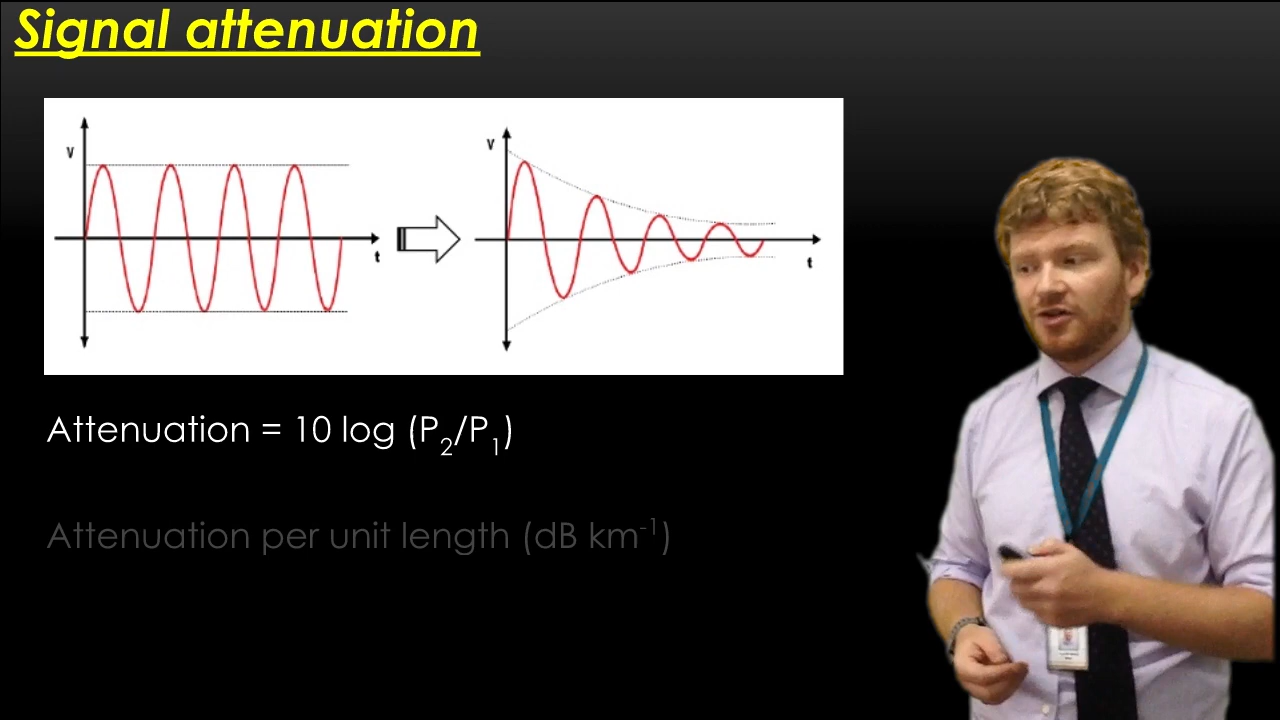 Signal attenuation
V
t
V
t
Attenuation = 10 log (P₂/P₁)
Attenuation per unit length (dB km⁻¹)